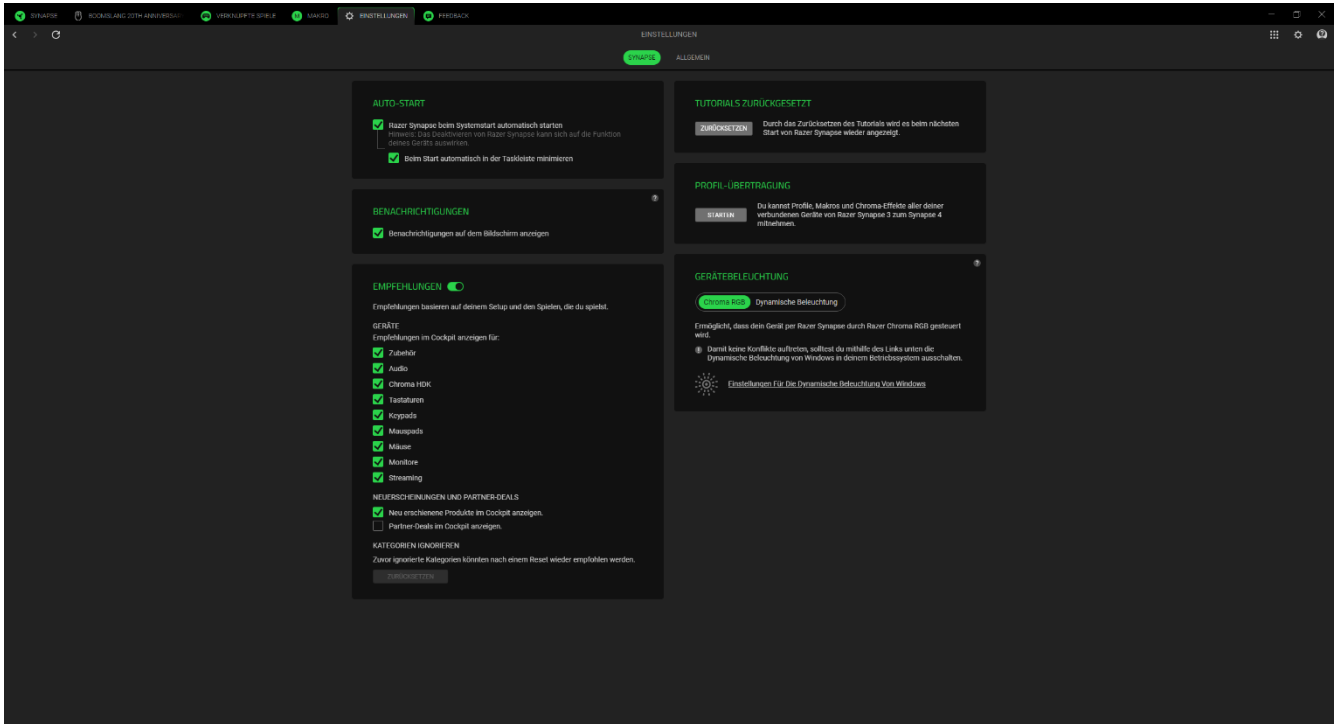 SYNAPSE
BOOMSLANG 20TH ANNIVERSAR
VERKNÜPFTE SPIELE
MAKRO
EINSTELLUNGEN
FEEDBACK
EINSTELLUNGEN
SYNAPSE
ALLGEMEIN
AUTO-START
Razer Synapse beim Systemstart automatisch starten
Hinweis: Das Deaktivieren von Razer Synapse kann sich auf die Funktion
deines Geräts auswirken.
Beim Start automatisch in der Taskleiste minimieren
BENACHRICHTIGUNGEN
Benachrichtigungen auf dem Bildschirm anzeigen
EMPFEHLUNGEN
Empfehlungen basieren auf deinem Setup und den Spielen, die du spielst.
GERÄTE
Empfehlungen im Cockpit anzeigen für:
Zubehör
Audio
Chroma HDK
Tastaturen
Keypads
Mauspads
Mäuse
Monitore
Streaming
NEUERSCHEINUNGEN UND PARTNER-DEALS
Neu erschienene Produkte im Cockpit anzeigen.
Partner-Deals im Cockpit anzeigen.
KATEGORIEN IGNORIEREN
Zuvor ignorierte Kategorien könnten nach einem Reset wieder empfohlen werden.
ZURÜCKSETZEN
TUTORIALS ZURÜCKGESETZT
ZURÜCKSETZEN
Durch das Zurücksetzen des Tutorials wird es beim nächsten
Start von Razer Synapse wieder angezeigt.
PROFIL-ÜBERTRAGUNG
STARTEN
Du kannst Profile, Makros und Chroma-Effekte aller deiner
verbundenen Geräte von Razer Synapse 3 zum Synapse 4
mitnehmen.
GERÄTEBELEUCHTUNG
Chroma RGB
Dynamische Beleuchtung
Ermöglicht, dass dein Gerät per Razer Synapse durch Razer Chroma RGB gesteuert
wird.
Damit keine Konflikte auftreten, solltest du mithilfe des Links unten die
Dynamische Beleuchtung von Windows in deinem Betriebssystem ausschalten.
Einstellungen Für Die Dynamische Beleuchtung Von Windows